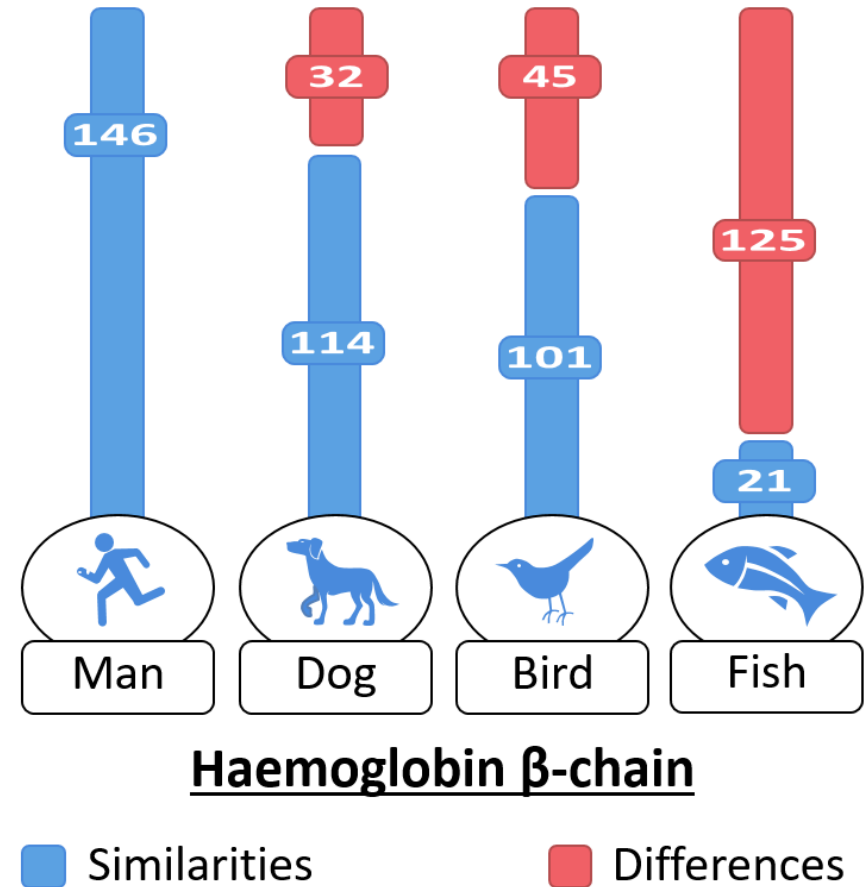 32 45
146
125
114 101
21
Man Dog Bird Fish
Haemoglobin β-chain
Similarities Differences